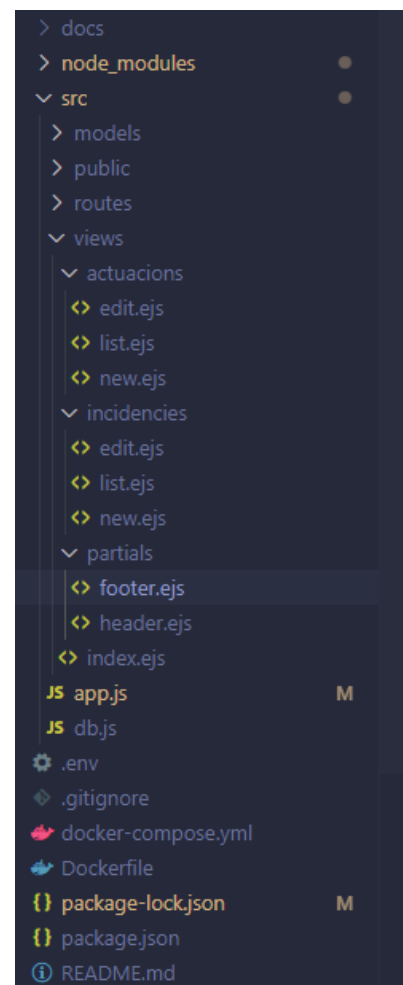 docs
node_modules
src
models
public
routes
views
actuacions
edit.ejs
list.ejs
new.ejs
incidencies
edit.ejs
list.ejs
new.ejs
partials
footer.ejs
header.ejs
index.ejs
JS app.js M
JS db.js
.env
.gitignore
docker-compose.yml
Dockerfile
{} package-lock.json M
{} package.json
README.md